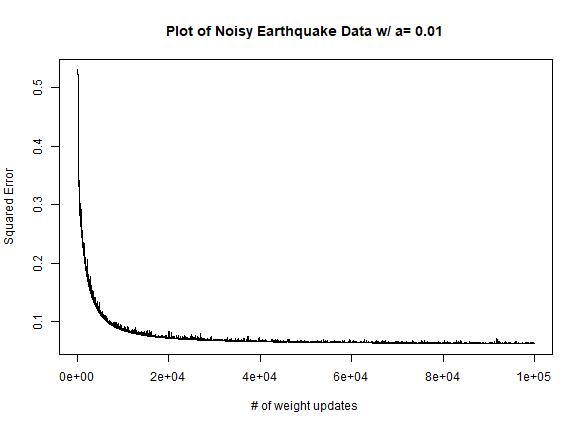 Plot of Noisy Earthquake Data w/ a= 0.01
Squared Error
0.5
0.4
0.3
0.2
0.1
0e+00 2e+04 4e+04 6e+04 8e+04 1e+05
# of weight updates